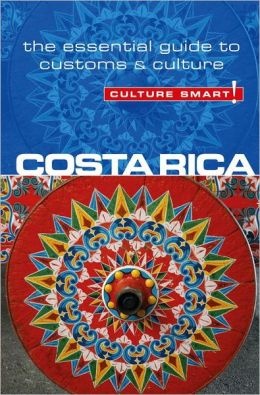 the essential guide to
customs & culture
CULTURE SMART!
COSTA RICA